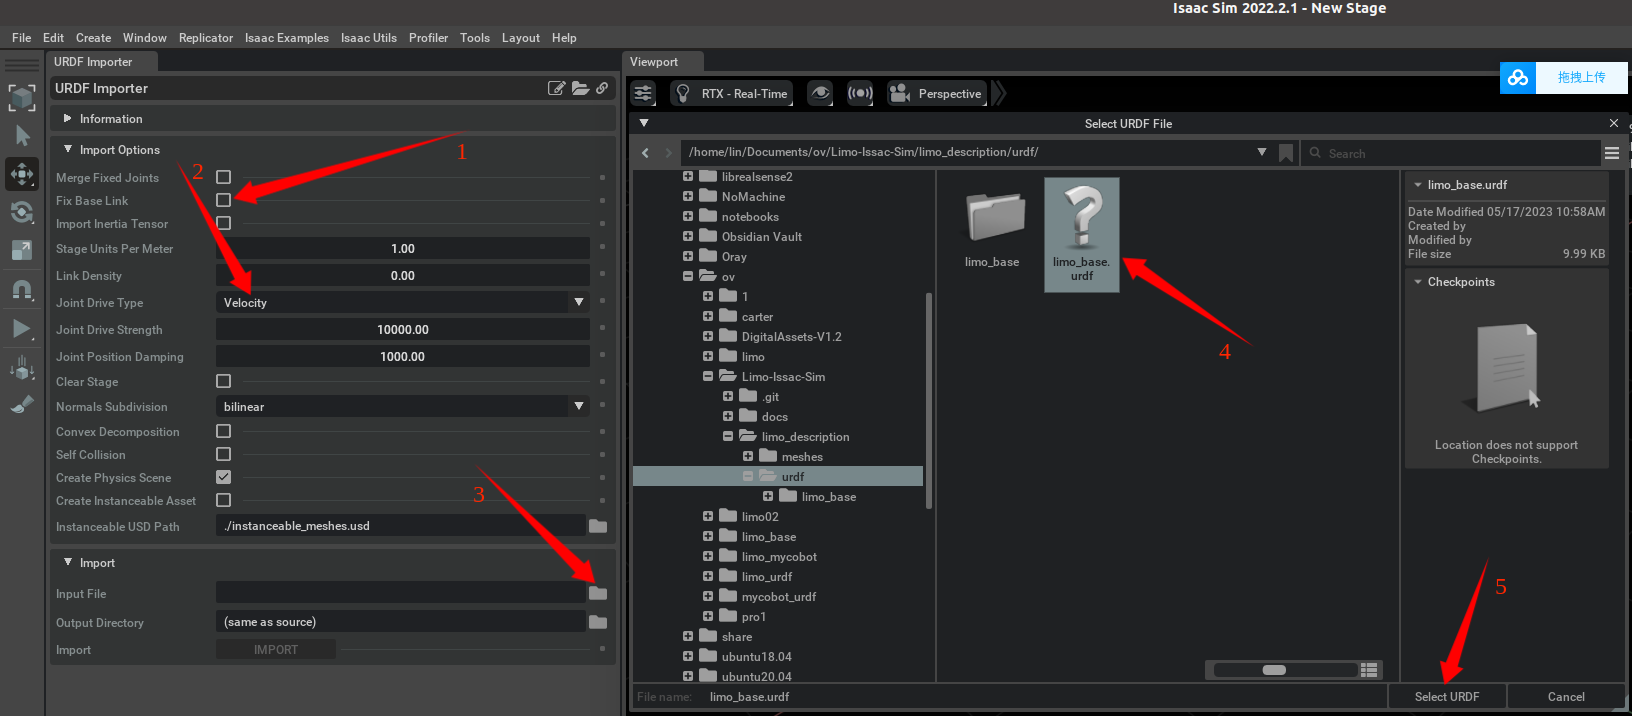 Isaac Sim 2022.2.1 - New Stage
File Edit Create Window Replicator Isaac Examples Isaac Utils Profiler Tools Layout Help
URDF Importer
URDF Importer
Information
Import Options
1
2
Merge Fixed Joints
Fix Base Link
Import Inertia Tensor
Stage Units Per Meter 1.00
Link Density 0.00
Joint Drive Type Velocity
Joint Drive Strength 10000.00
Joint Position Damping 1000.00
Clear Stage
Normals Subdivision bilinear
Convex Decomposition
Self Collision
Create Physics Scene
3
Create Instanceable Asset
Instanceable USD Path ./instanceable_meshes.usd
Import
Input File
Output Directory (same as source)
Import IMPORT
Viewport
RTX - Real-Time
Perspective
拖拽上传
Select URDF File
/home/lin/Documents/ov/Limo-Issac-Sim/limo_description/urdf/
Search
librealsense2
NoMachine
notebooks
Obsidian Vault
Oray
ov
1
carter
DigitalAssets-V1.2
limo
Limo-Issac-Sim
.git
docs
limo_description
meshes
urdf
limo_base
limo02
limo_base
limo_mycobot
limo_urdf
mycobot_urdf
pro1
share
ubuntu18.04
ubuntu20.04
limo_base
limo_base.
urdf
4
limo_base.urdf
Date Modified 05/17/2023 10:58AM
Created by
Modified by
File size 9.99 KB
Checkpoints
Location does not support
Checkpoints.
5
File name: limo_base.urdf
Select URDF
Cancel